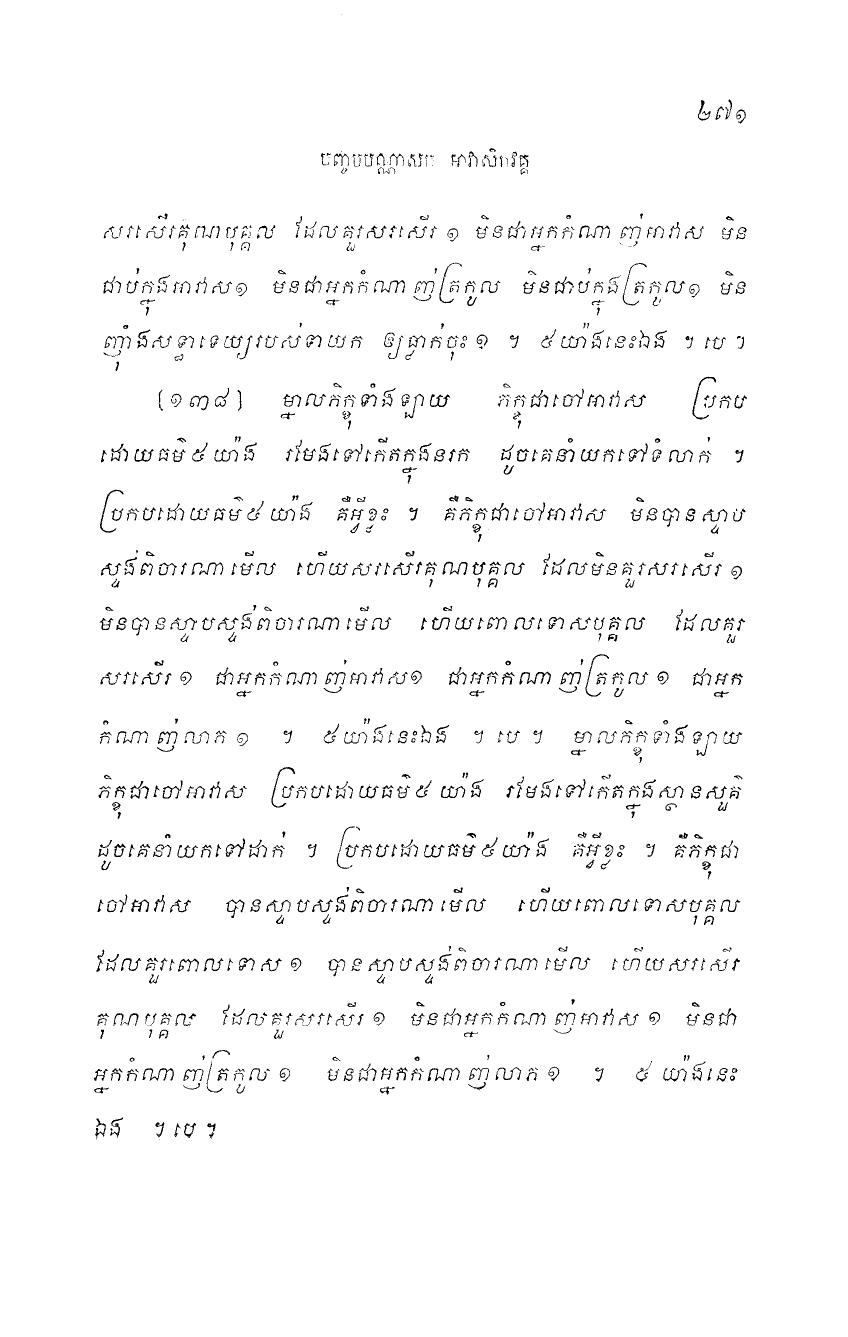 ២៧១
បញ្ចមបណ្ណាសកៈ អាវាសិកវគ្គ
សរសើរគុណបុគ្គល ដែលគួរសរសើរ ១ មិនជាអ្នកកំណាញ់អាវាស មិន
ជាប់ក្នុងអាវាស ១ មិនជាអ្នកកំណាញ់ត្រកូល មិនជាប់ក្នុងត្រកូល ១ មិន
ញ៉ាំងសទ្ធាទេយ្យរបស់ទាយក ឲ្យធ្លាក់ចុះ ១ ។ ៥យ៉ាងនេះឯង ។ បេ ។
[១៣៨] ម្នាលភិក្ខុទាំងឡាយ ភិក្ខុជាចៅអាវាស ប្រកប
ដោយធម៌៥យ៉ាង រមែងទៅកើតក្នុងនរក ដូចគេនាំយកទៅទំលាក់ ។
ប្រកបដោយធម៌៥យ៉ាង គឺអ្វីខ្លះ ។ គឺភិក្ខុជាចៅអាវាស មិនបានស្ទាប
ស្ទង់ពិចារណាមើល ហើយសរសើរគុណបុគ្គល ដែលមិនគួរសរសើរ ១
មិនបានស្ទាបស្ទង់ពិចារណាមើល ហើយពោលទោសបុគ្គល ដែលគួរ
សរសើរ ១ ជាអ្នកកំណាញ់អាវាស ១ ជាអ្នកកំណាញ់ត្រកូល ១ ជាអ្នក
កំណាញ់លាភ ១ ។ ៥យ៉ាងនេះឯង ។ បេ ។ ម្នាលភិក្ខុទាំងឡាយ
ភិក្ខុជាចៅអាវាស ប្រកបដោយធម៌៥ យ៉ាង រមែងទៅកើតក្នុងស្ថានសួគ៌
ដូចគេនាំយកទៅដាក់ ។ ប្រកបដោយធម៌៥យ៉ាង គឺអ្វីខ្លះ ។ គឺភិក្ខុជា
ចៅអាវាស បានស្ទាបស្ទង់ពិចារណាមើល ហើយពោលទោសបុគ្គល
ដែលគួរពោលទោស ១ បានស្ទាបស្ទង់ពិចារណាមើល ហើយសរសើរ
គុណបុគ្គល ដែលគួរសរសើរ ១ មិនជាអ្នកកំណាញ់អាវាស ១ មិនជា
អ្នកកំណាញ់ត្រកូល ១ មិនជាអ្នកកំណាញ់លាភ ១ ។ ៥ យ៉ាងនេះ
ឯង ។ បេ ។